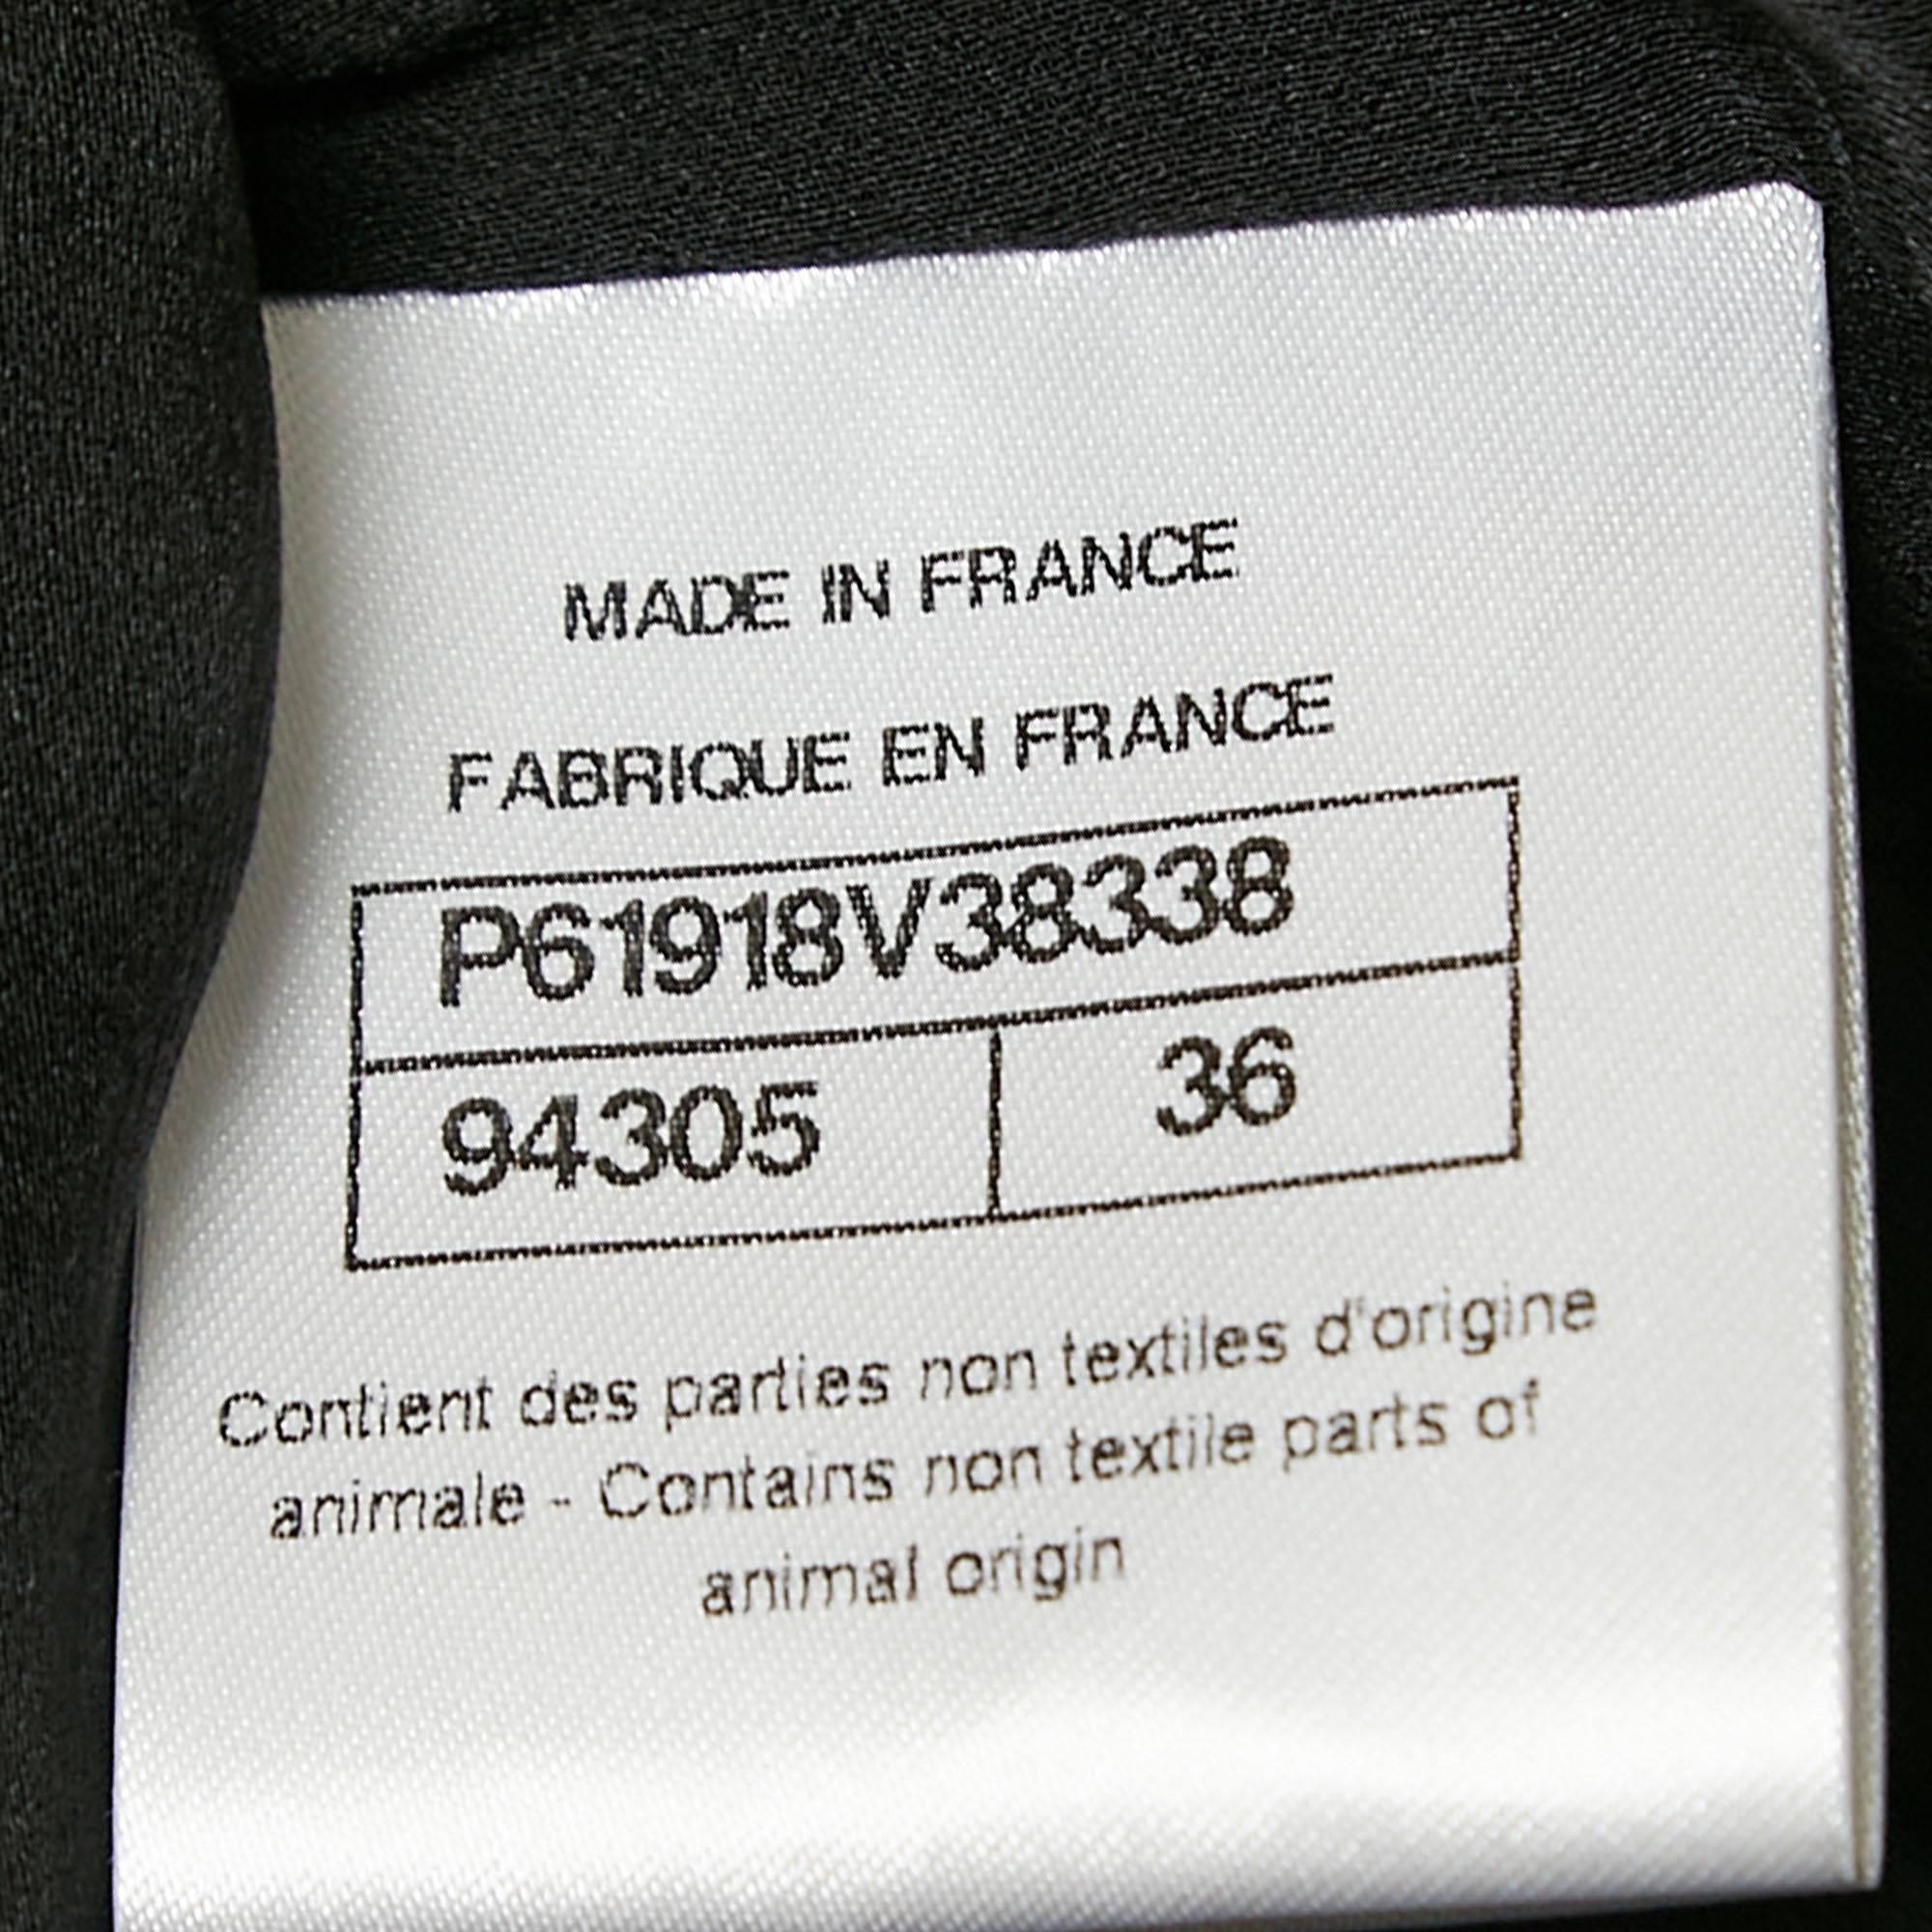 MADE IN FRANCE
FABRIQUE EN FRANCE
P61918V38338
94305 36
Contient des parties non textiles d'origine
animale - Contains non textile parts of
animal origin